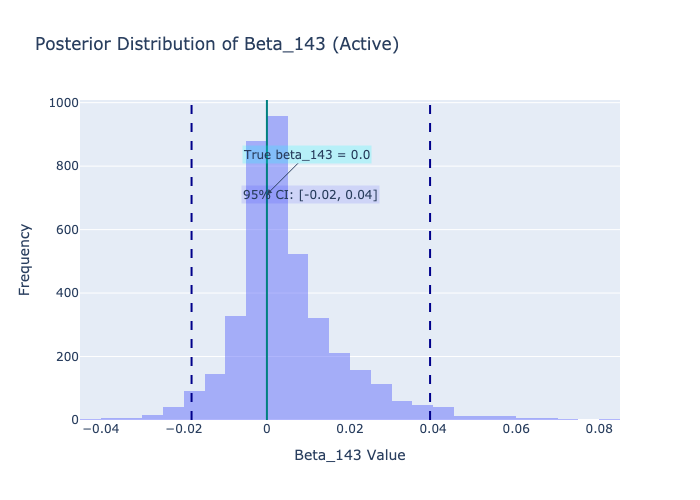 Posterior Distribution of Beta_143 (Active)
1000
800
600
400
200
0
Frequency
True beta_143 = 0.0
95% CI: [-0.02, 0.04]
−0.04
−0.02
0
0.02
0.04
0.06
0.08
Beta_143 Value